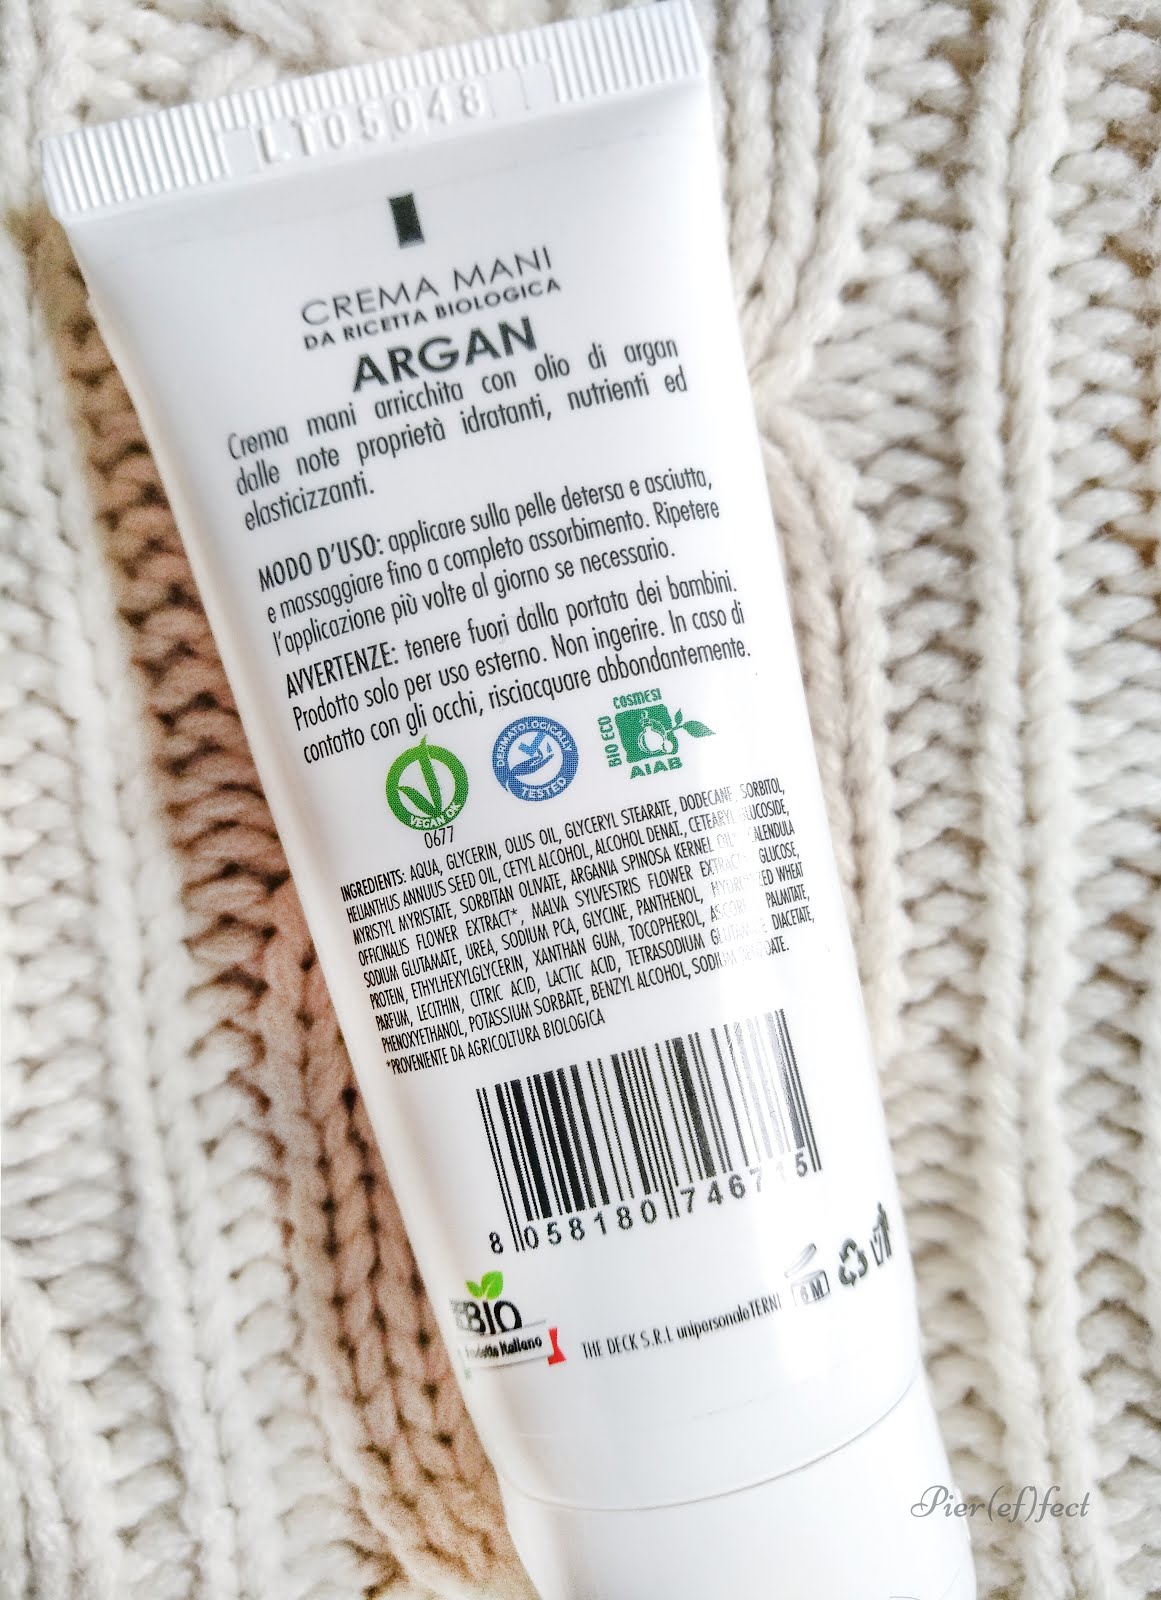 LT05048
CREMA MANI
DA RICETTA BIOLOGICA
ARGAN
Crema mani arricchita con olio di argan
dalle note proprietà idratanti, nutrienti ed
elasticizzanti.
MODO D'USO: applicare sulla pelle detersa e asciutta,
e massaggiare fino a completo assorbimento. Ripetere
l'applicazione più volte al giorno se necessario.
AVVERTENZE: tenere fuori dalla portata dei bambini.
Prodotto solo per uso esterno. Non ingerire. In caso di
contatto con gli occhi, risciacquare abbondantemente.
VEGAN OK
0677
DERMATOLOGICALLY
TESTED
BIO ECO
COSMESI
AIAB
INGREDIENTS: AQUA, GLYCERIN, OLUS OIL, GLYCERYL STEARATE, DODECANE, SORBITOL,
HELIANTHUS ANNUUS SEED OIL, CETYL ALCOHOL, ALCOHOL DENAT., CETEARYL GLUCOSIDE,
MYRISTYL MYRISTATE, SORBITAN OLIVATE, ARGANIA SPINOSA KERNEL OIL*, CALENDULA
OFFICINALIS FLOWER EXTRACT*, MALVA SYLVESTRIS FLOWER EXTRACT*, GLUCOSE,
SODIUM GLUTAMATE, UREA, SODIUM PCA, GLYCINE, PANTHENOL, HYDROLYZED WHEAT
PROTEIN, ETHYLHEXYLGLYCERIN, XANTHAN GUM, TOCOPHEROL, ASCORBYL PALMITATE,
PARFUM, LECITHIN, CITRIC ACID, LACTIC ACID, TETRASODIUM GLUTAMATE DIACETATE,
PHENOXYETHANOL, POTASSIUM SORBATE, BENZYL ALCOHOL, SODIUM BENZOATE.
*PROVENIENTE DA AGRICOLTURA BIOLOGICA
8 058180 746715
BIO
Italiano
THE DECK S.R.L unipersonale TERNI
6 M
Pier(ef)fect